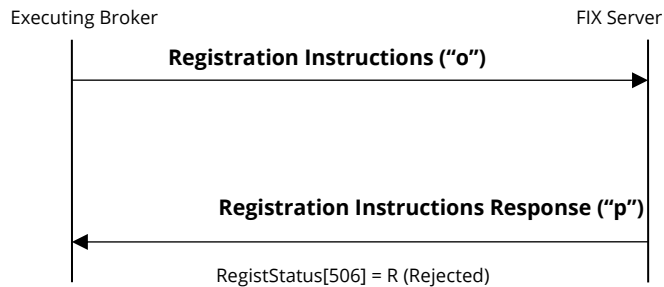 Executing Broker
FIX Server
Registration Instructions (“o”)
Registration Instructions Response (“p”)
RegistStatus[506] = R (Rejected)